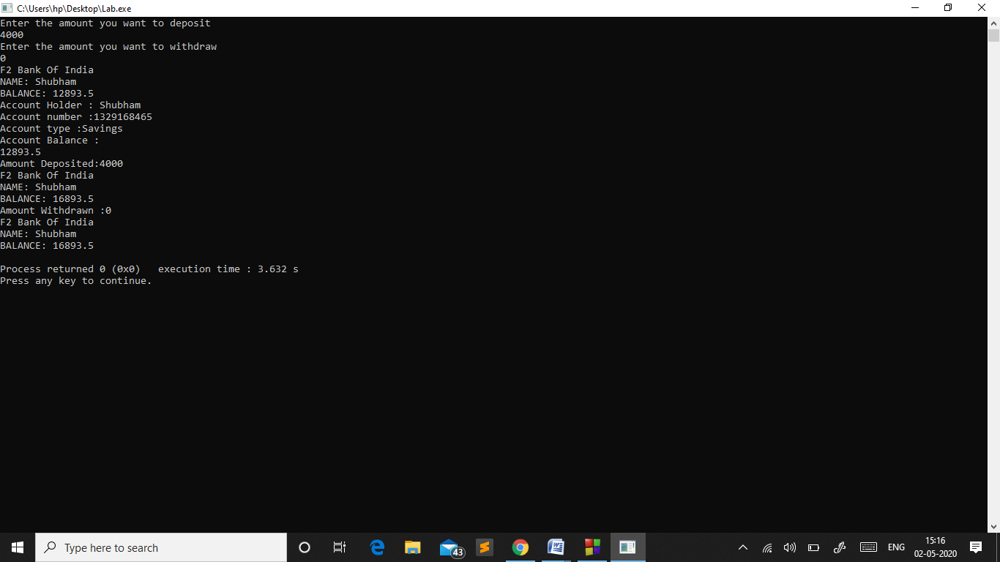 C:\Users\hp\Desktop\Lab.exe
Enter the amount you want to deposit
4000
Enter the amount you want to withdraw
0
F2 Bank Of India
NAME: Shubham
BALANCE: 12893.5
Account Holder : Shubham
Account number :1329168465
Account type :Savings
Account Balance :
12893.5
Amount Deposited:4000
F2 Bank Of India
NAME: Shubham
BALANCE: 16893.5
Amount Withdrawn :0
F2 Bank Of India
NAME: Shubham
BALANCE: 16893.5
Process returned 0 (0x0)   execution time : 3.632 s
Press any key to continue.
Type here to search
43
ENG
15:16
02-05-2020